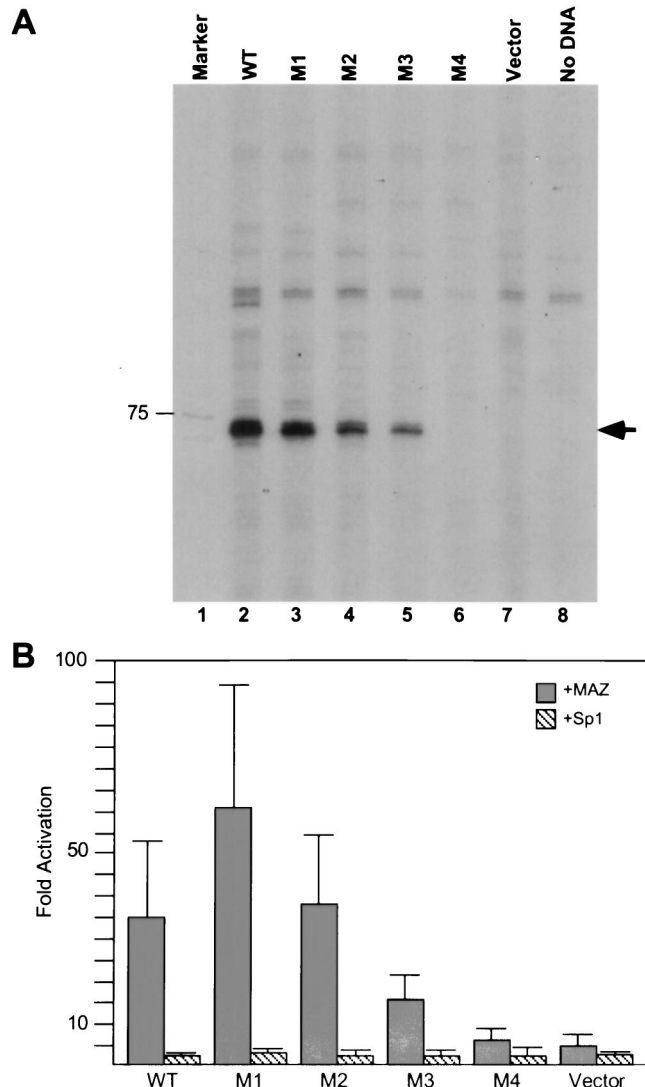 A
Marker WT M1 M2 M3 M4 Vector No DNA
75
1 2 3 4 5 6 7 8
B
100
+MAZ
+Sp1
Fold Activation
50
10
WT M1 M2 M3 M4 Vector